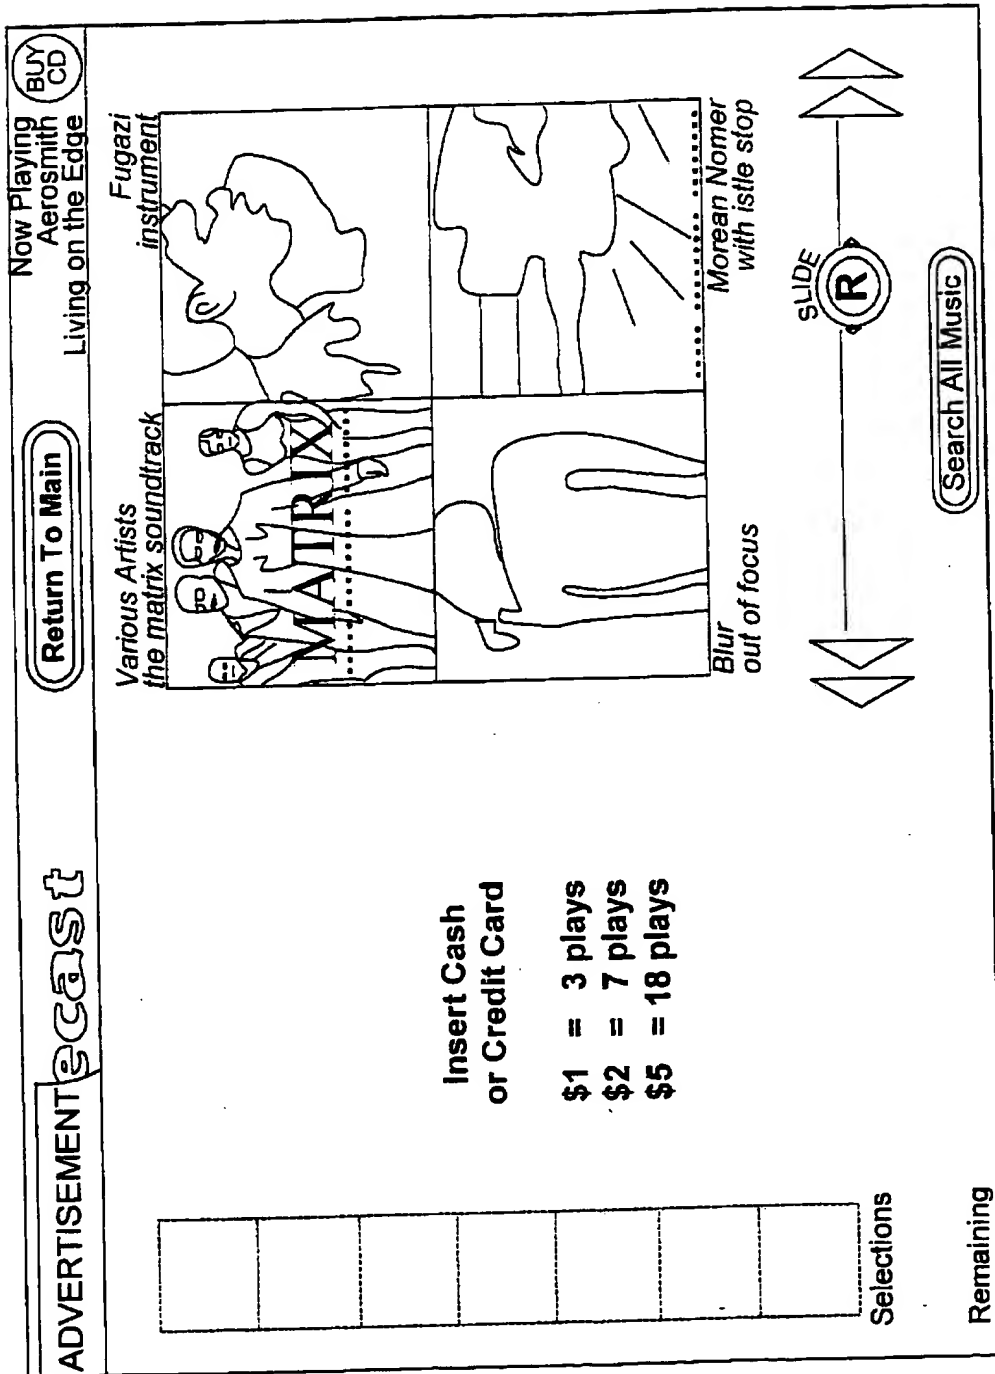 ADVERTISEMENT
ecast
Return To Main
Now Playing
Aerosmith
Living on the Edge
BUY
CD
Various Artists
the matrix soundtrack
Fugazi
instrument
MATRIX
Insert Cash
or Credit Card
$1 = 3 plays
$2 = 7 plays
$5 = 18 plays
Blur
out of focus
Morean Nomer
with istle stop
SLIDE
R
Search All Music
Selections
Remaining